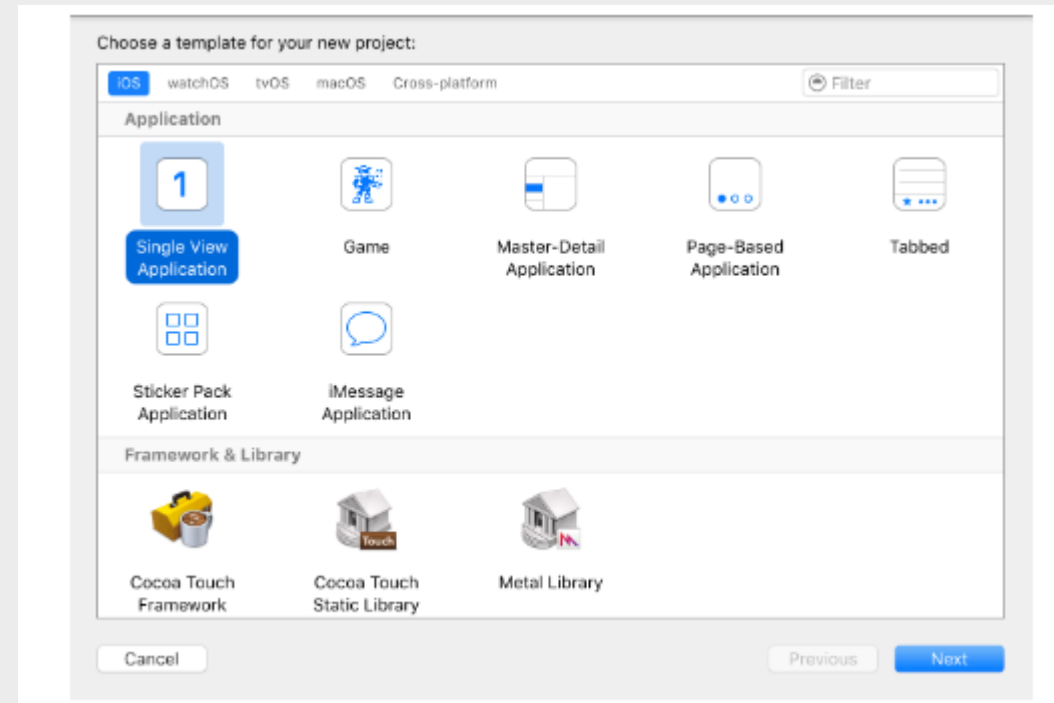 Choose a template for your new project:
iOS watchOS tvOS macOS Cross-platform Filter
Application
1
Single View Application
Game
Master-Detail Application
Page-Based Application
Tabbed
Sticker Pack Application
iMessage Application
Framework & Library
Touch
Cocoa Touch Framework
Cocoa Touch Static Library
Metal Library
Cancel Previous Next